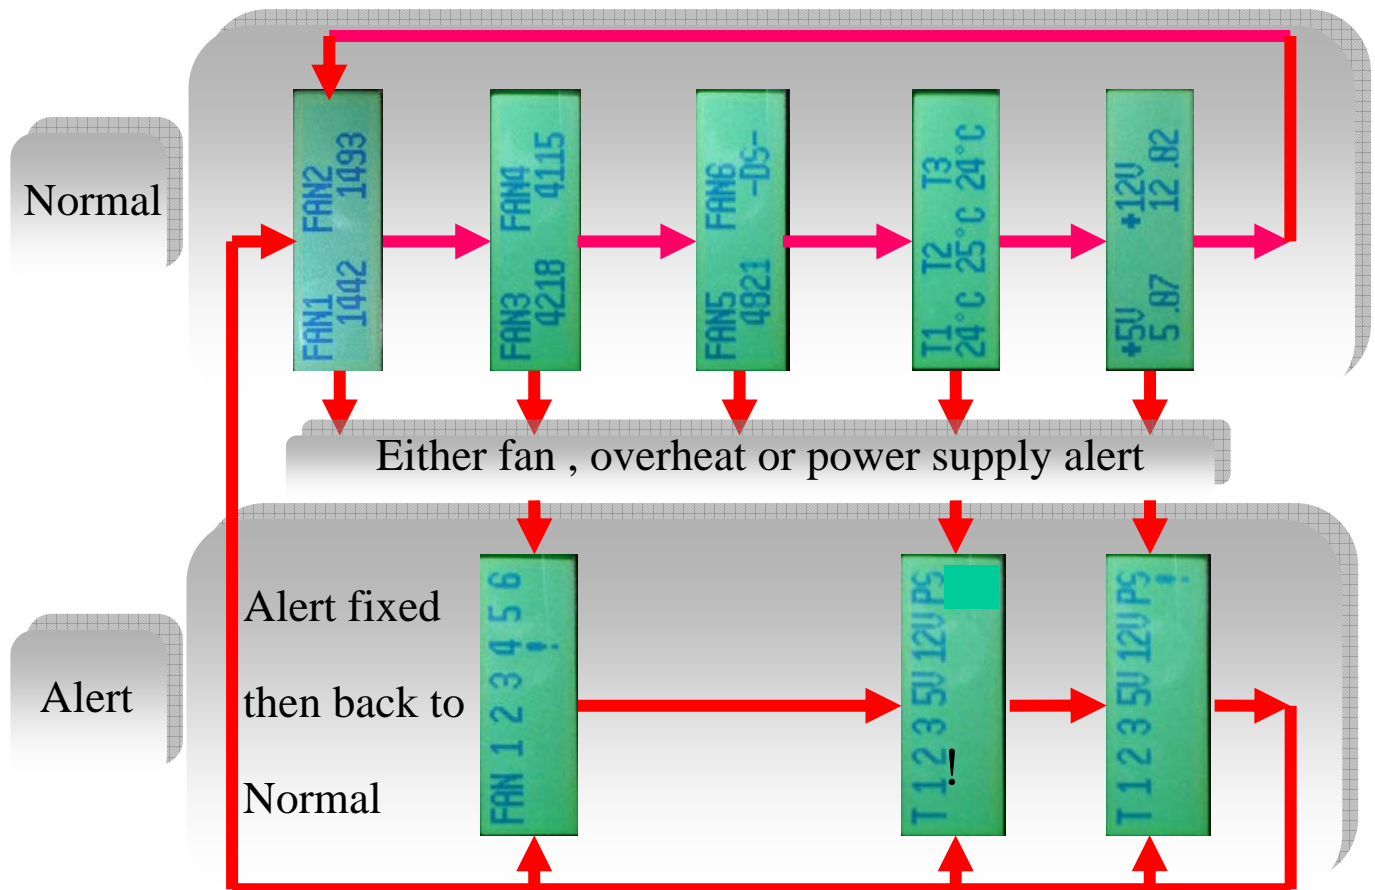 Normal
FAN1 FAN2
1442 1493
FAN3 FAN4
4218 4115
FAN5 FAN6
4821 -DS-
T1 T2 T3
24°C 25°C 24°C
+5V +12V
5.07 12.02
Either fan , overheat or power supply alert
Alert
Alert fixed
then back to
Normal
FAN 1 2 3 4 5 6
!
T 1 2 3 5V 12V PS
!
T 1 2 3 5V 12V PS
!